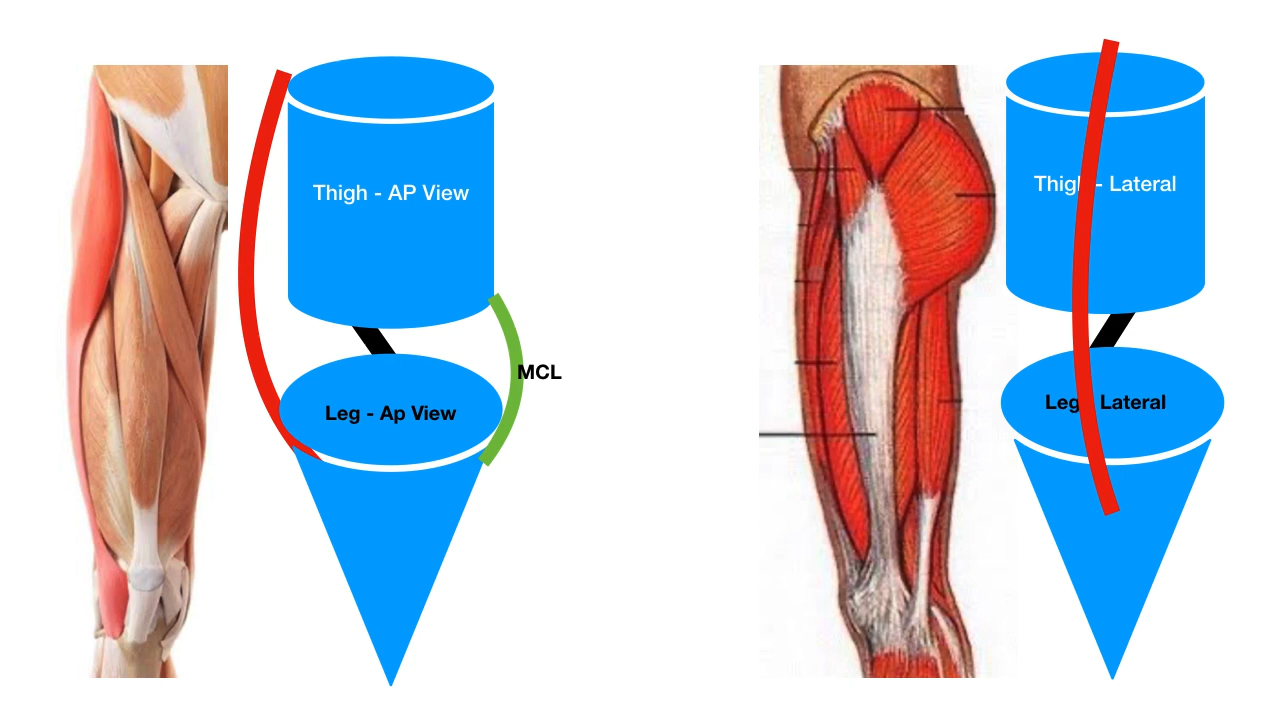 Thigh - AP View
MCL
Leg - Ap View
Thigh - Lateral
Leg - Lateral